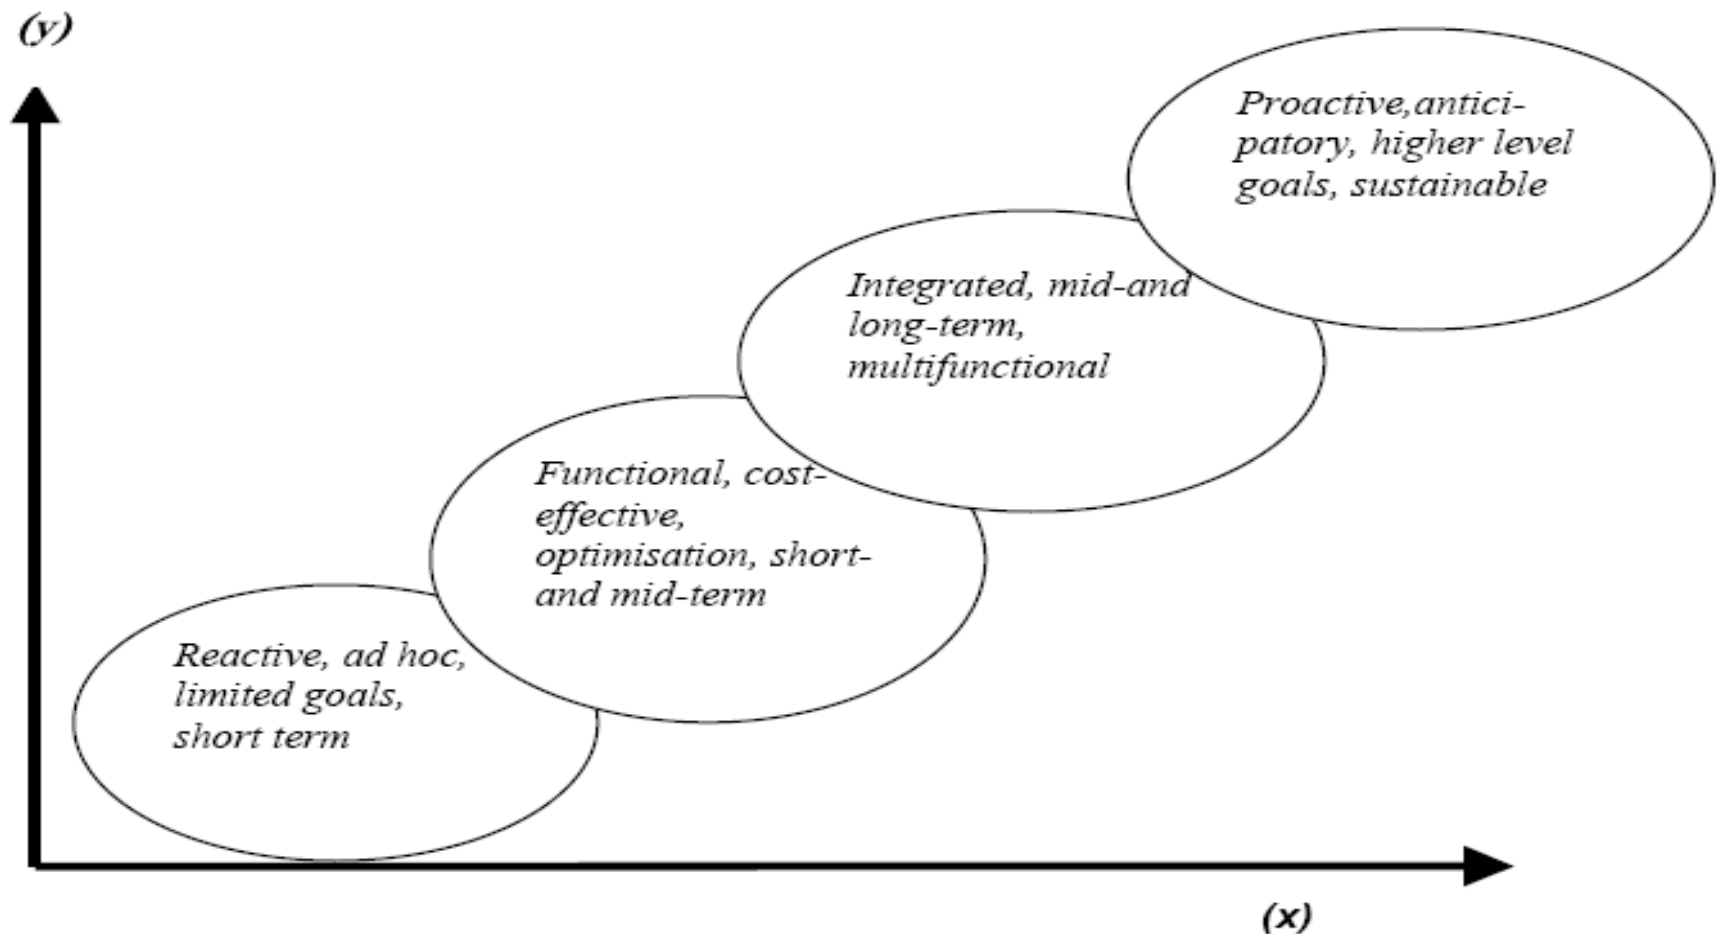 (y)
Proactive,antici-
patory, higher level
goals, sustainable
Integrated, mid-and
long-term,
multifunctional
Functional, cost-
effective,
optimisation, short-
and mid-term
Reactive, ad hoc,
limited goals,
short term
(x)